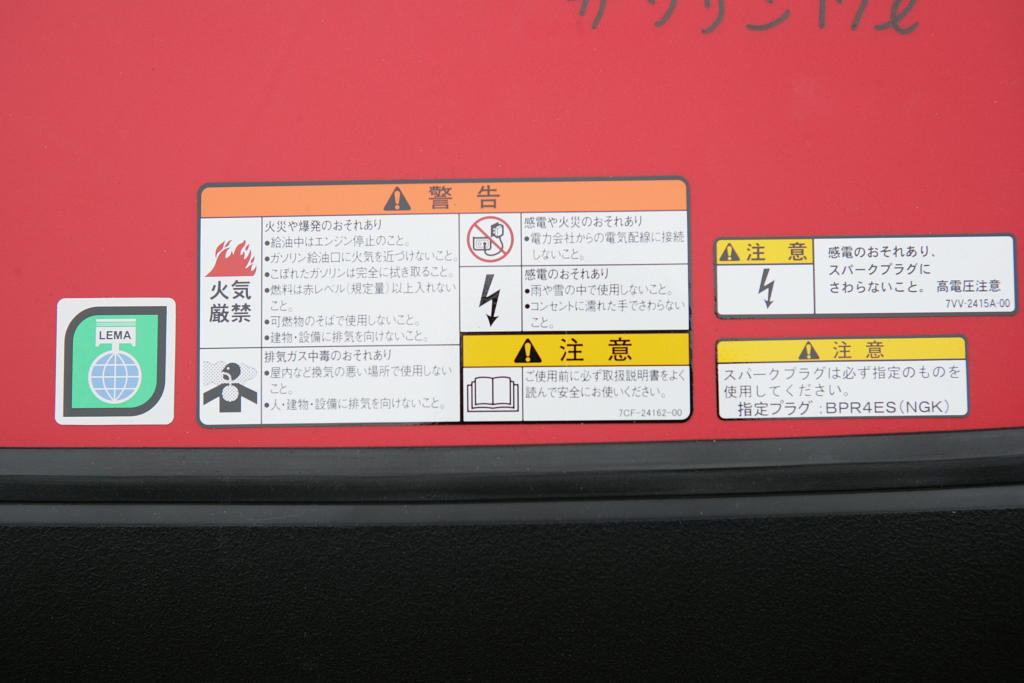 ガソリン17ℓ
警告
火気
厳禁
火災や爆発のおそれあり
●給油中はエンジン停止のこと。
●ガソリン給油口に火気を近づけないこと。
●こぼれたガソリンは完全に拭き取ること。
●燃料は赤レベル(規定量)以上入れない
こと。
●可燃物のそばで使用しないこと。
●建物・設備に排気を向けないこと。
排気ガス中毒のおそれあり
●屋内など換気の悪い場所で使用しない
こと。
●人・建物・設備に排気を向けないこと。
感電や火災のおそれあり
●電力会社からの電気配線に接続
しないこと。
感電のおそれあり
●雨や雪の中で使用しないこと。
●コンセントに濡れた手でさわらない
こと。
注意
ご使用前に必ず取扱説明書をよく
読んで安全にお使いください。
7CF-24162-00
注意
感電のおそれあり、
スパークプラグに
さわらないこと。高電圧注意
7VV-2415A-00
注意
スパークプラグは必ず指定のものを
使用してください。
指定プラグ:BPR4ES(NGK)
LEMA